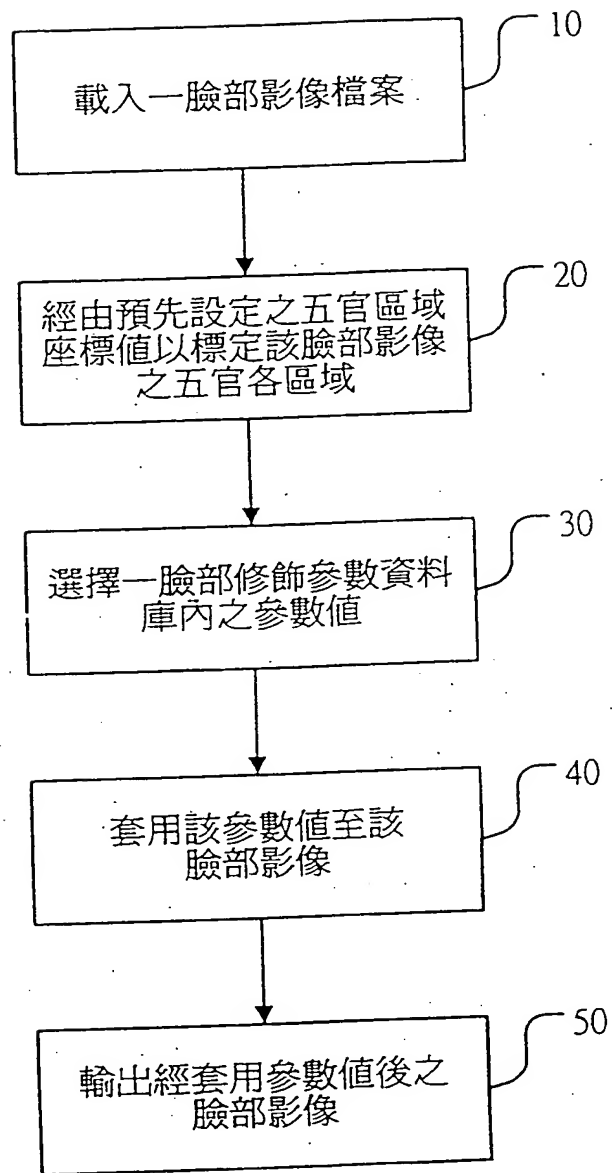 10
載入一臉部影像檔案
20
經由預先設定之五官區域
座標值以標定該臉部影像
之五官各區域
30
選擇一臉部修飾參數資料
庫內之參數值
40
套用該參數值至該
臉部影像
50
輸出經套用參數值後之
臉部影像